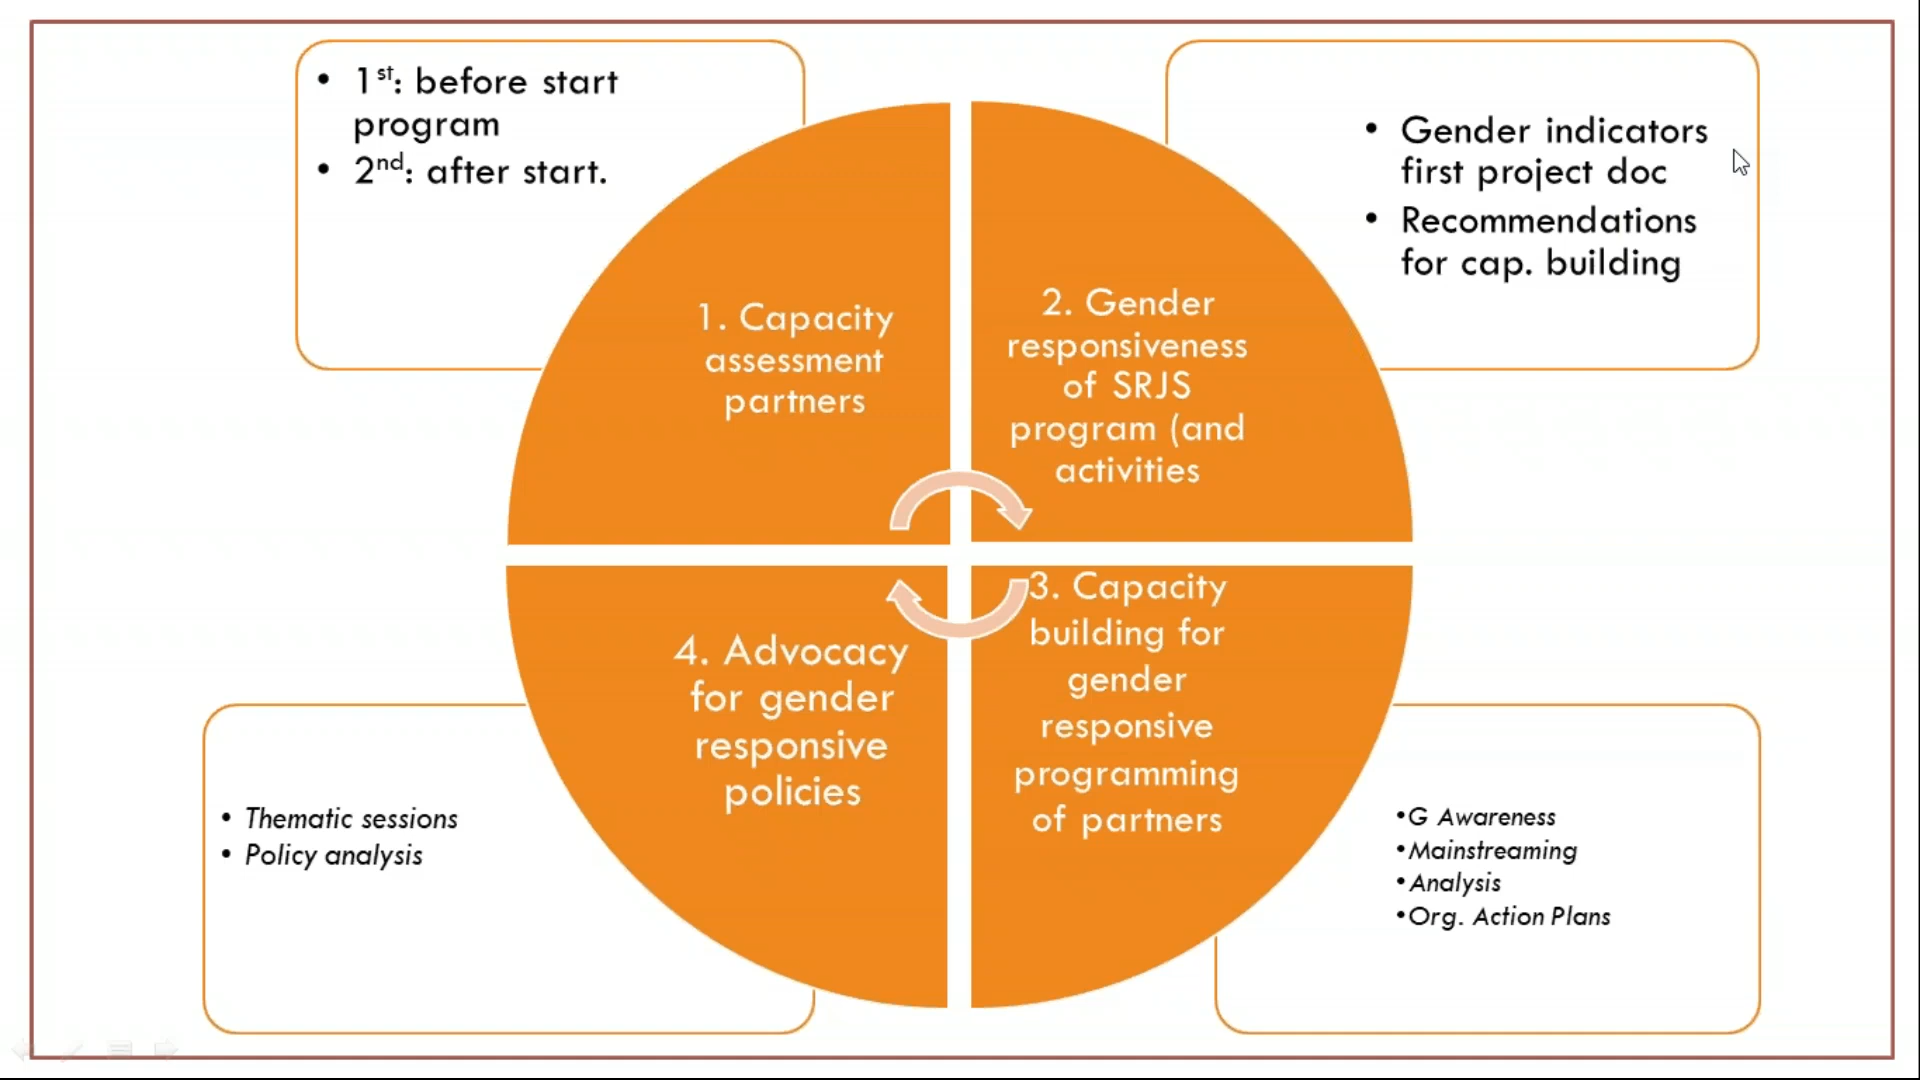 • 1st: before start
program
• 2nd: after start.
1. Capacity
assessment
partners
• Gender indicators
first project doc
• Recommendations
for cap. building
2. Gender
responsiveness
of SRJS
program (and
activities
3. Capacity
building for
gender
responsive
programming
of partners
•G Awareness
•Mainstreaming
•Analysis
•Org. Action Plans
4. Advocacy
for gender
responsive
policies
• Thematic sessions
• Policy analysis